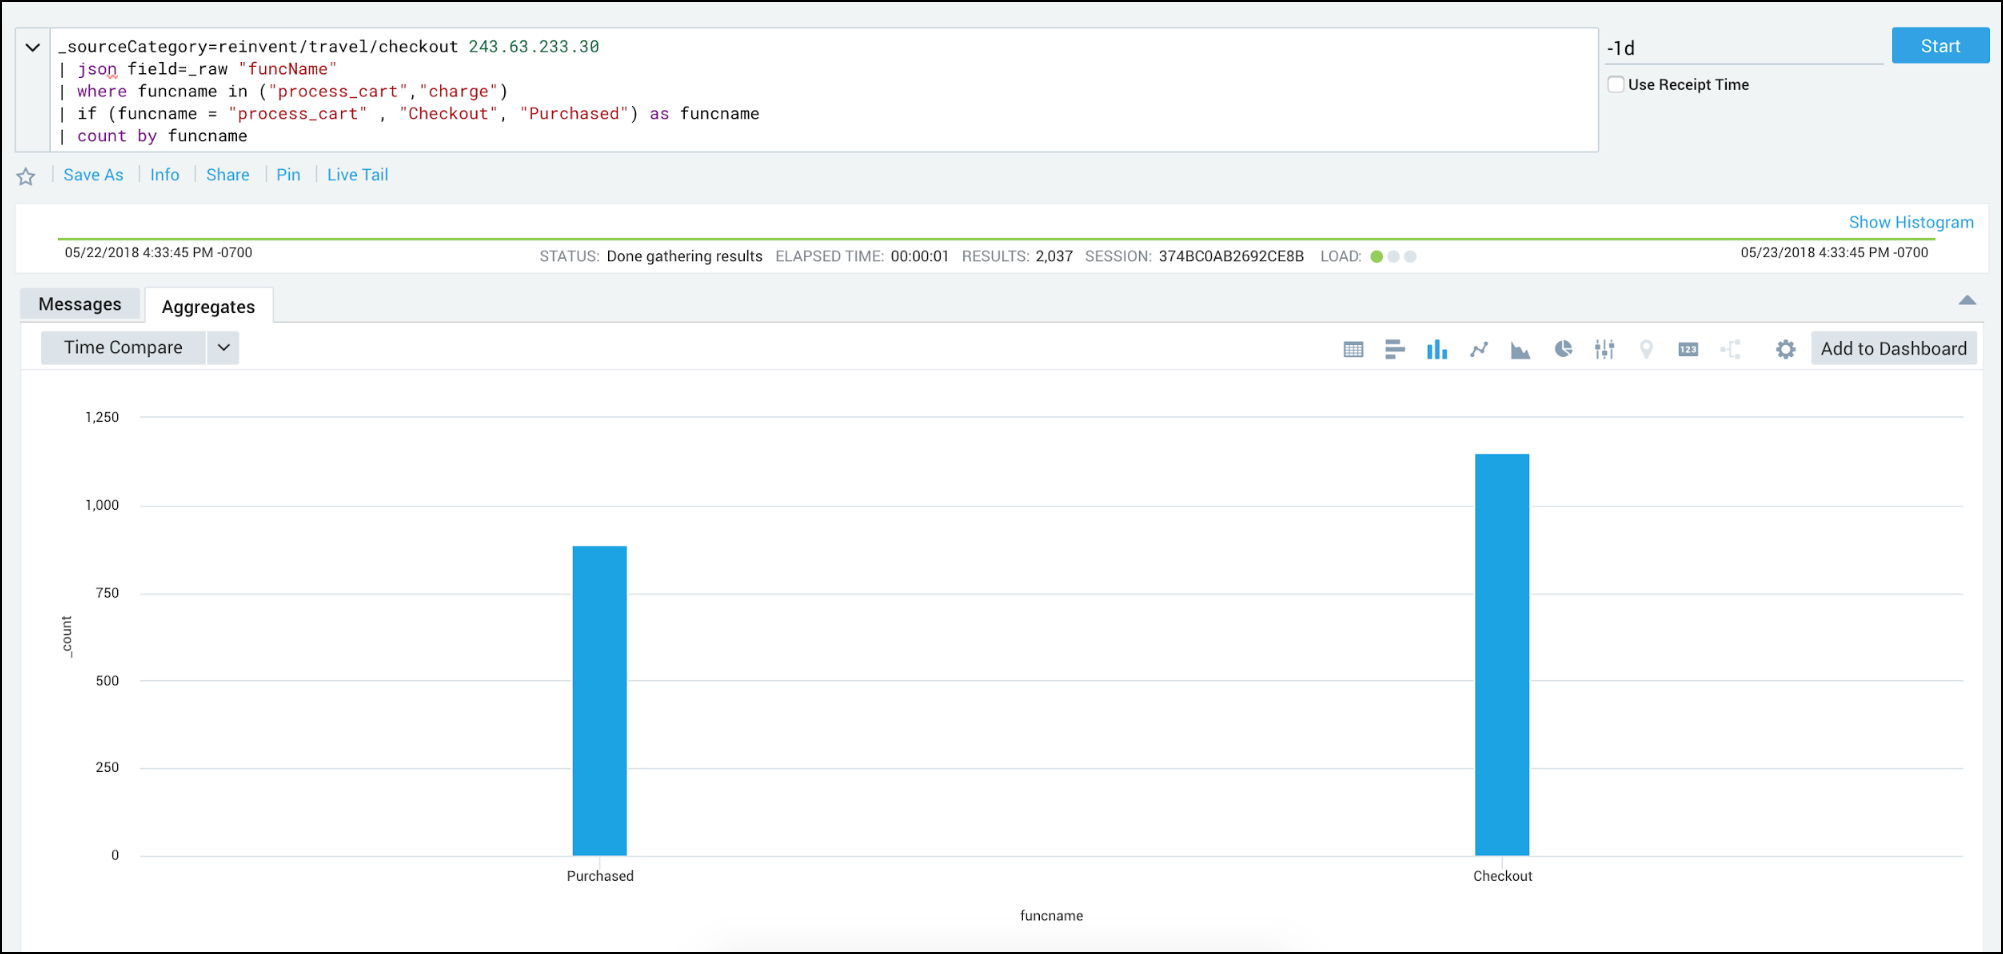 _sourceCategory=reinvent/travel/checkout 243.63.233.30
| json field=_raw "funcName"
| where funcname in ("process_cart","charge")
| if (funcname = "process_cart" , "Checkout", "Purchased") as funcname
| count by funcname
-1d
Start
Use Receipt Time
Save As
Info
Share
Pin
Live Tail
Show Histogram
05/22/2018 4:33:45 PM -0700
STATUS: Done gathering results ELAPSED TIME: 00:00:01 RESULTS: 2,037 SESSION: 374BC0AB2692CE8B LOAD:
05/23/2018 4:33:45 PM -0700
Messages
Aggregates
Time Compare
123
Add to Dashboard
1,250
1,000
750
500
250
0
_count
Purchased
Checkout
funcname